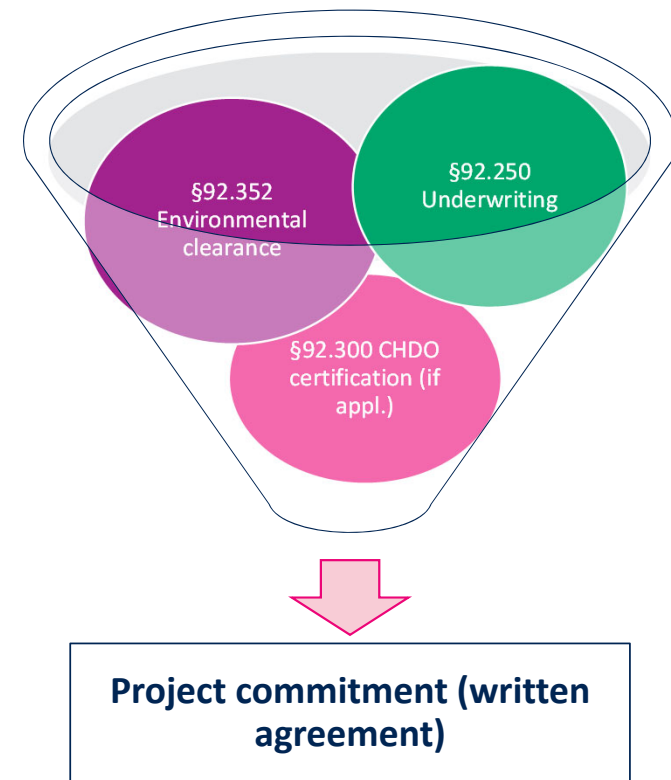 §92.352
Environmental
clearance
§92.250
Underwriting
§92.300 CHDO
certification (if
appl.)
Project commitment (written
agreement)